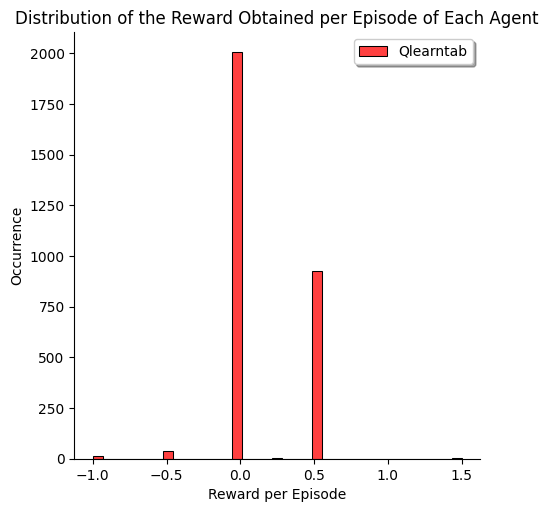 Distribution of the Reward Obtained per Episode of Each Agent
Qlearntab
2000
1750
1500
1250
1000
750
500
250
0
Occurrence
−1.0 −0.5 0.0 0.5 1.0 1.5
Reward per Episode